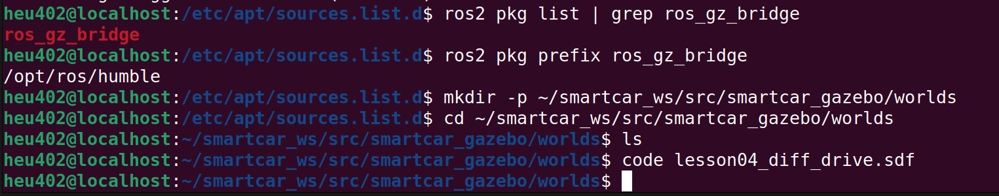 heu402@localhost:/etc/apt/sources.list.d$ ros2 pkg list | grep ros_gz_bridge
ros_gz_bridge
heu402@localhost:/etc/apt/sources.list.d$ ros2 pkg prefix ros_gz_bridge
/opt/ros/humble
heu402@localhost:/etc/apt/sources.list.d$ mkdir -p ~/smartcar_ws/src/smartcar_gazebo/worlds
heu402@localhost:/etc/apt/sources.list.d$ cd ~/smartcar_ws/src/smartcar_gazebo/worlds
heu402@localhost:~/smartcar_ws/src/smartcar_gazebo/worlds$ ls
heu402@localhost:~/smartcar_ws/src/smartcar_gazebo/worlds$ code lesson04_diff_drive.sdf
heu402@localhost:~/smartcar_ws/src/smartcar_gazebo/worlds$